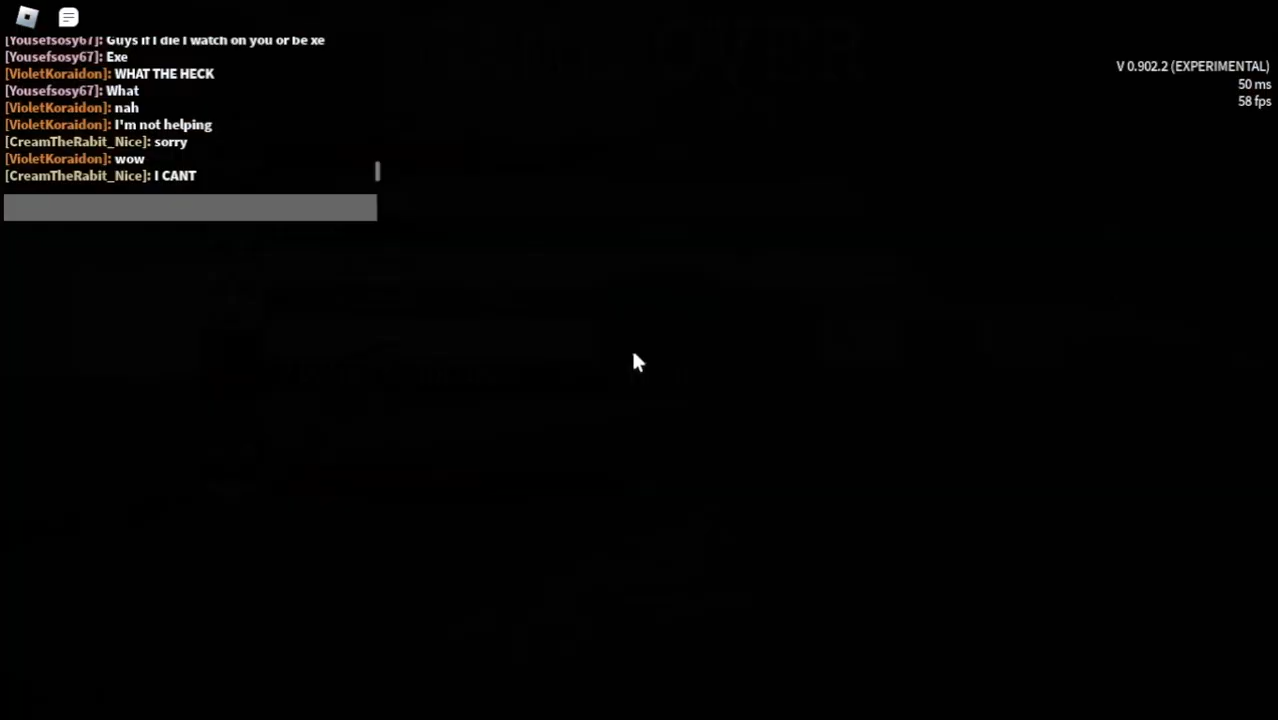 [Yousefsosy67]: Guys if I die I watch on you or be xe
[Yousefsosy67]: Exe
[VioletKoraidon]: WHAT THE HECK
[Yousefsosy67]: What
[VioletKoraidon]: nah
[VioletKoraidon]: I'm not helping
[CreamTheRabit_Nice]: sorry
[VioletKoraidon]: wow
[CreamTheRabit_Nice]: I CANT
V 0.902.2 (EXPERIMENTAL)
50 ms
58 fps